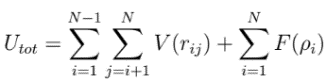 U_{tot} = \sum_{i=1}^{N-1} \sum_{j=i+1}^{N} V(r_{ij}) + \sum_{i=1}^{N} F(\rho_i)